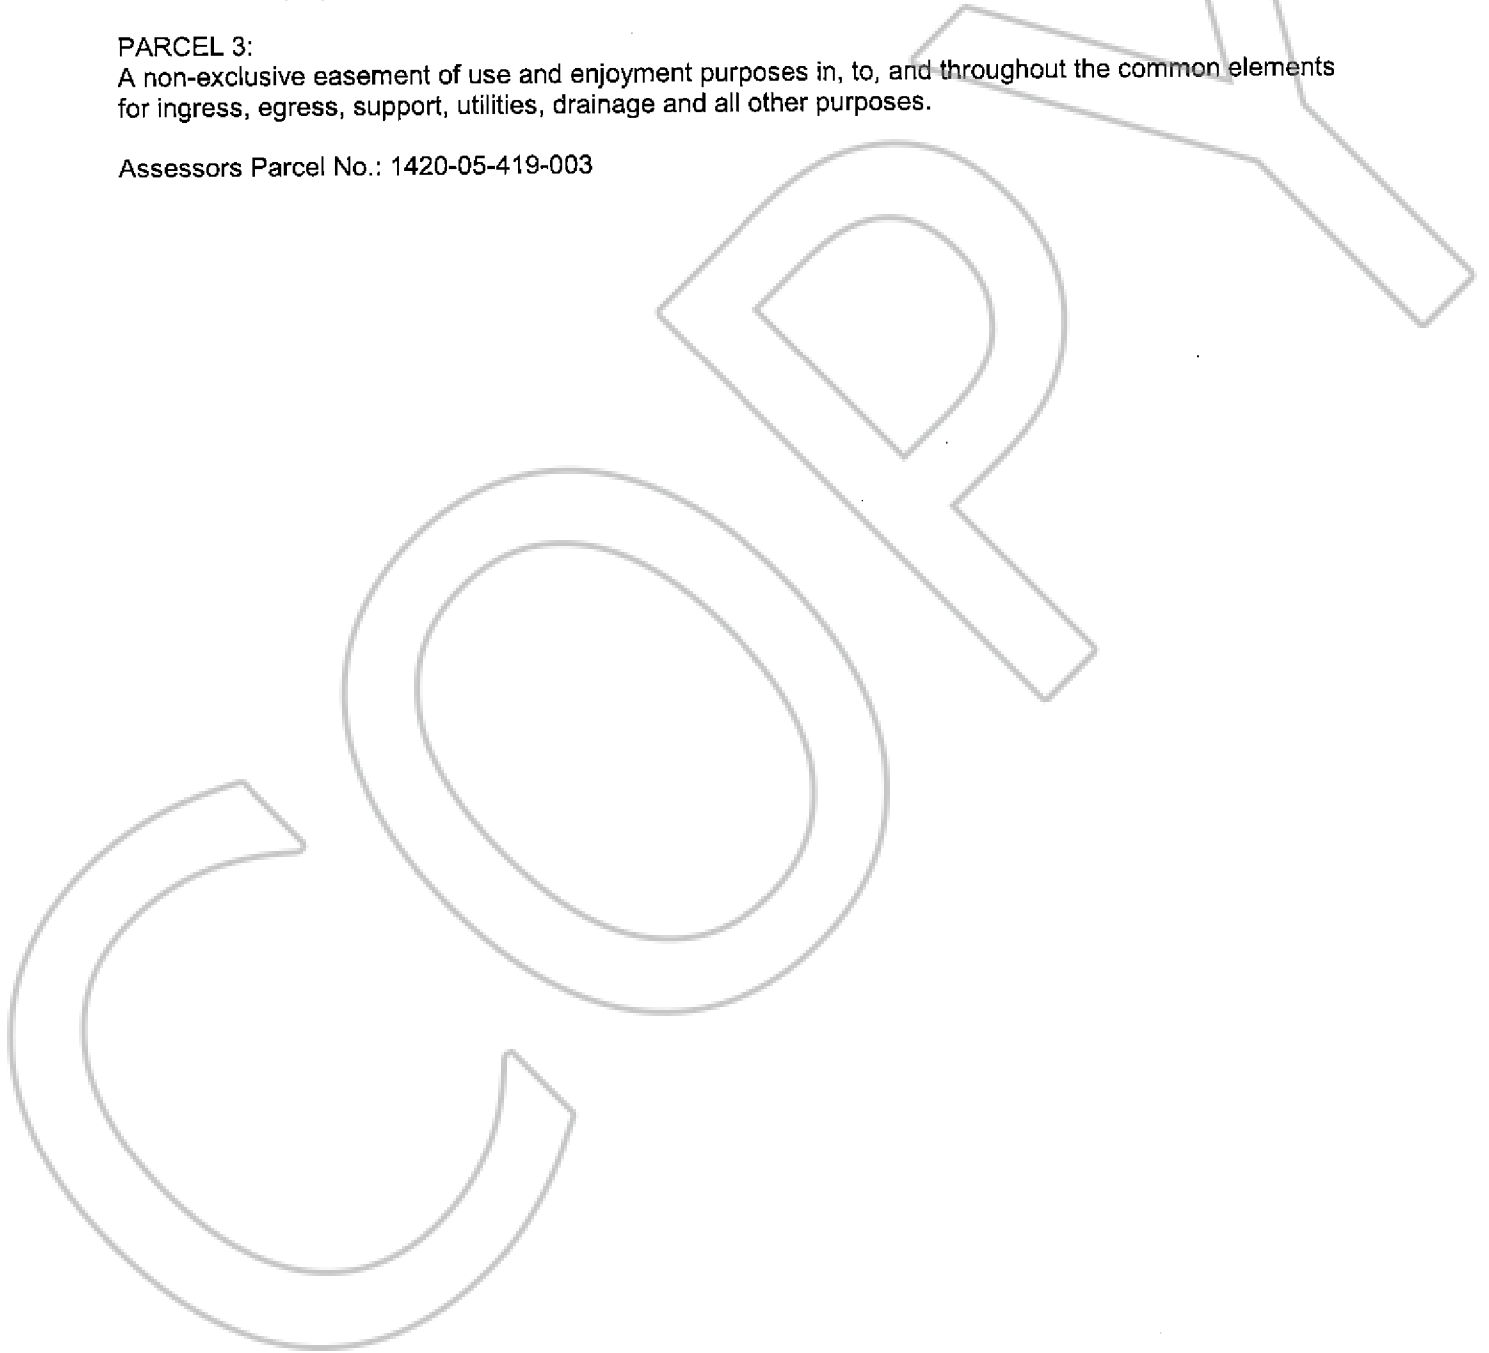 PARCEL 3:
A non-exclusive easement of use and enjoyment purposes in, to, and throughout the common elements
for ingress, egress, support, utilities, drainage and all other purposes.
Assessors Parcel No.: 1420-05-419-003
COPY